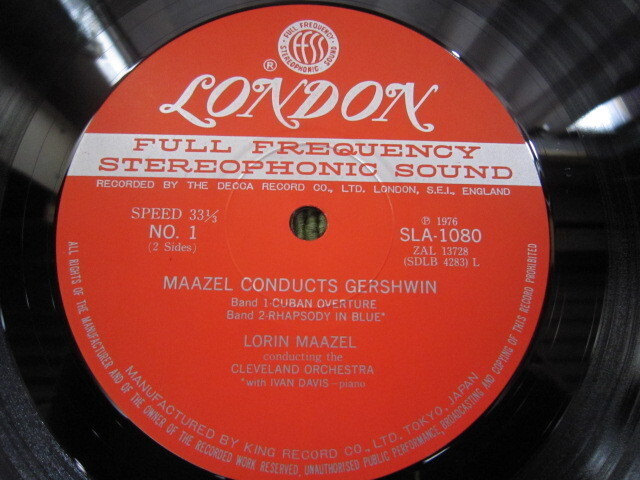 FULL FREQUENCY
ffss
STEREOPHONIC SOUND
®
LONDON
FULL FREQUENCY
STEREOPHONIC SOUND
RECORDED BY THE DECCA RECORD CO., LTD. LONDON, S.E.I., ENGLAND
SPEED 33⅓
NO. 1
(2 Sides)
℗ 1976
SLA-1080
ZAL 13728
(SDLB 4283) L
MAAZEL CONDUCTS GERSHWIN
Band 1-CUBAN OVERTURE
Band 2-RHAPSODY IN BLUE*
LORIN MAAZEL
conducting the
CLEVELAND ORCHESTRA
*with IVAN DAVIS-piano
MANUFACTURED BY KING RECORD CO., LTD. TOKYO, JAPAN
ALL RIGHTS OF THE MANUFACTURER AND OF THE OWNER OF THE RECORDED WORK RESERVED, UNAUTHORISED PUBLIC PERFORMANCE, BROADCASTING AND COPYING OF THIS RECORD PROHIBITED